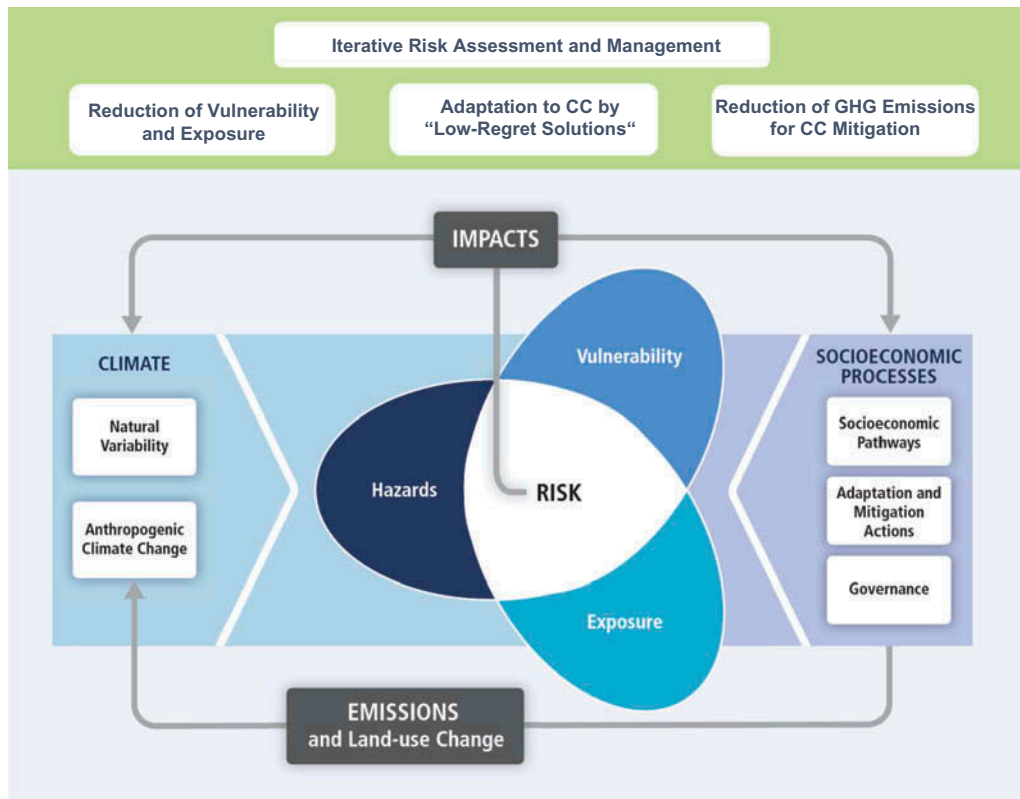 Iterative Risk Assessment and Management
Reduction of Vulnerability
and Exposure
Adaptation to CC by
“Low-Regret Solutions“
Reduction of GHG Emissions
for CC Mitigation
IMPACTS
CLIMATE
Natural
Variability
Anthropogenic
Climate Change
Vulnerability
Hazards
RISK
Exposure
SOCIOECONOMIC
PROCESSES
Socioeconomic
Pathways
Adaptation and
Mitigation
Actions
Governance
EMISSIONS
and Land-use Change